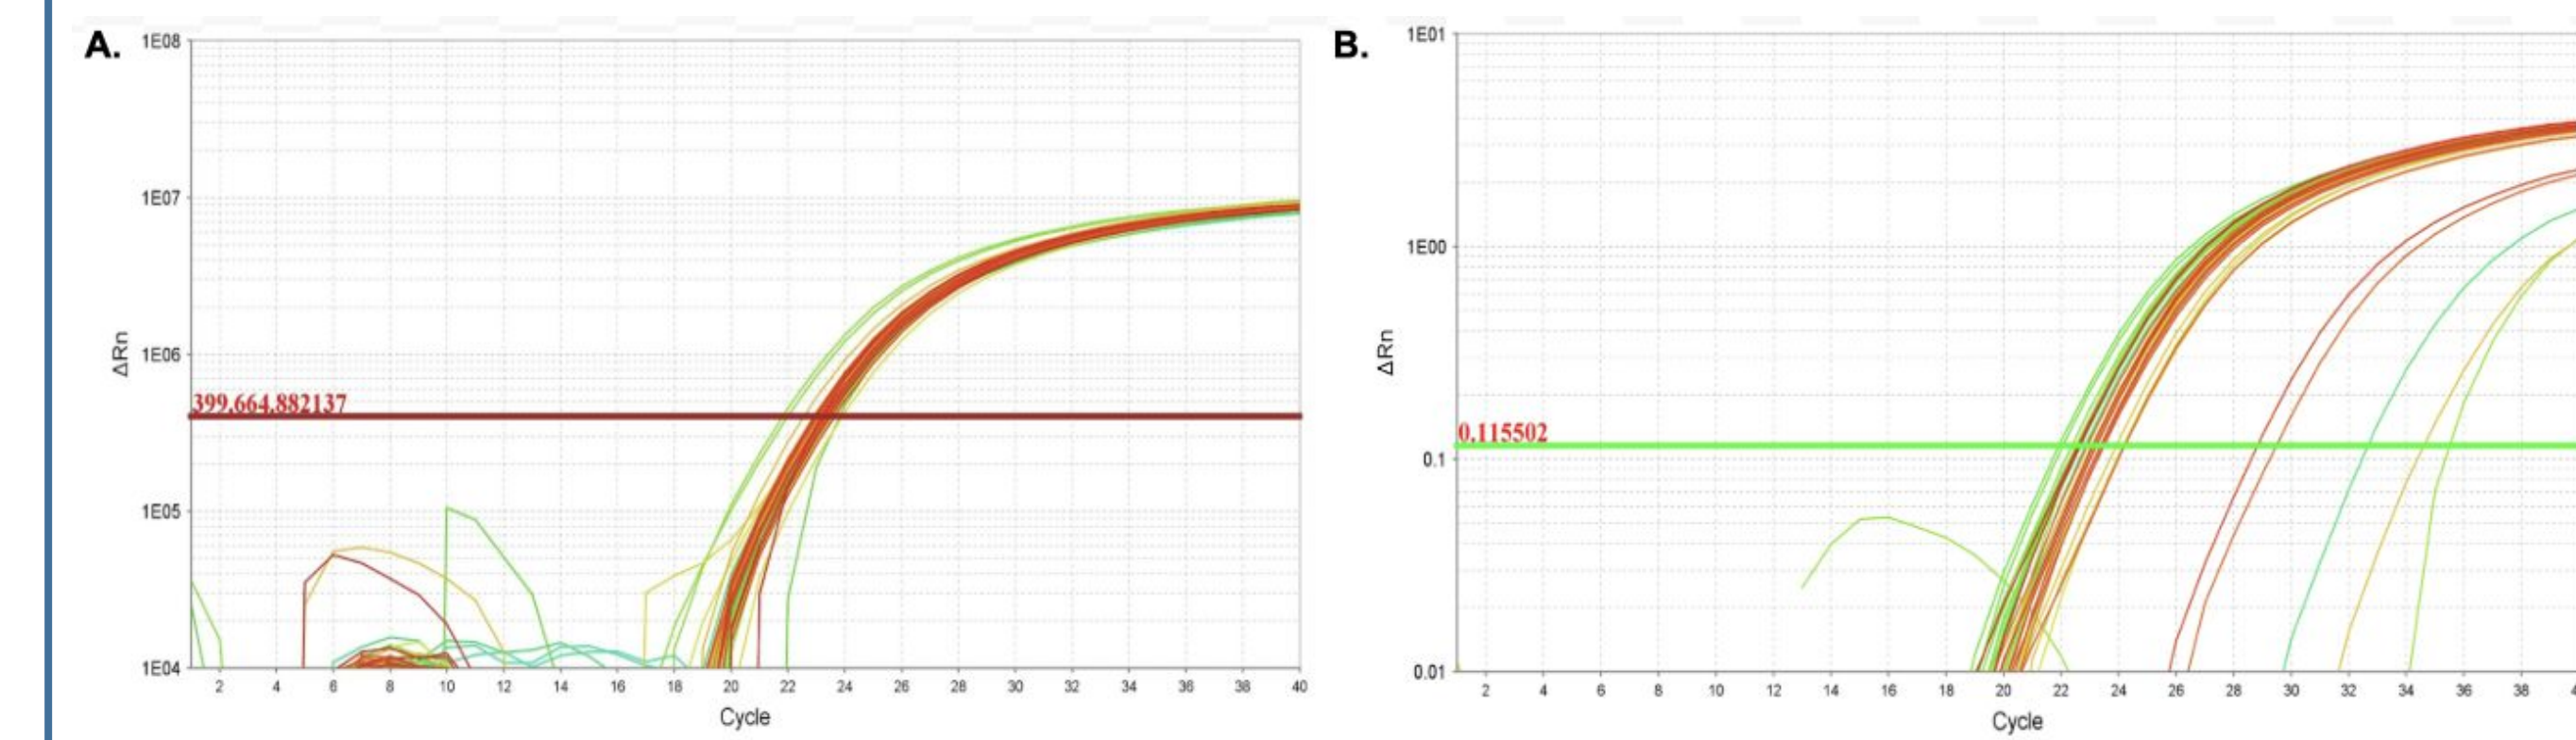 A.
1E08
1E07
1E06
1E05
1E04
ΔRn
399.664.882137
2 4 6 8 10 12 14 16 18 20 22 24 26 28 30 32 34 36 38 40
Cycle
B.
1E01
1E00
0.1
0.01
ΔRn
0.115502
2 4 6 8 10 12 14 16 18 20 22 24 26 28 30 32 34 36 38
Cycle